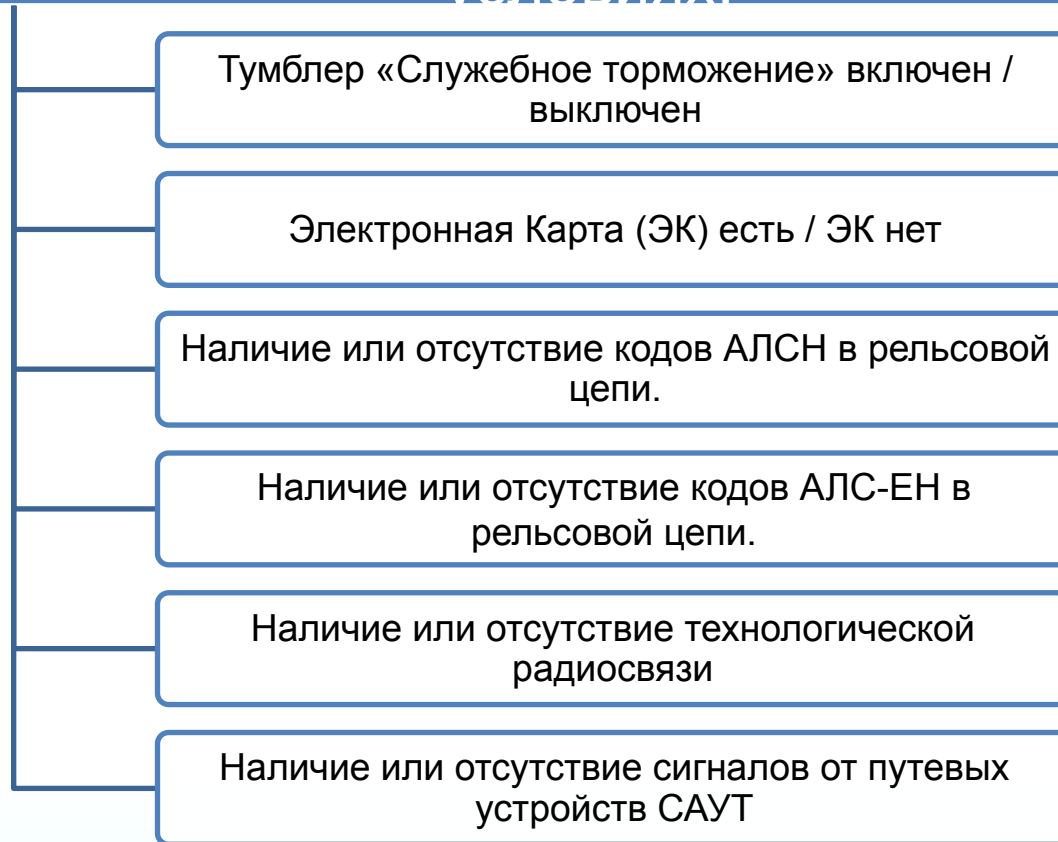 Тумблер «Служебное торможение» включен /
выключен
Электронная Карта (ЭК) есть / ЭК нет
Наличие или отсутствие кодов АЛСН в рельсовой
цепи.
Наличие или отсутствие кодов АЛС-ЕН в
рельсовой цепи.
Наличие или отсутствие технологической
радиосвязи
Наличие или отсутствие сигналов от путевых
устройств САУТ